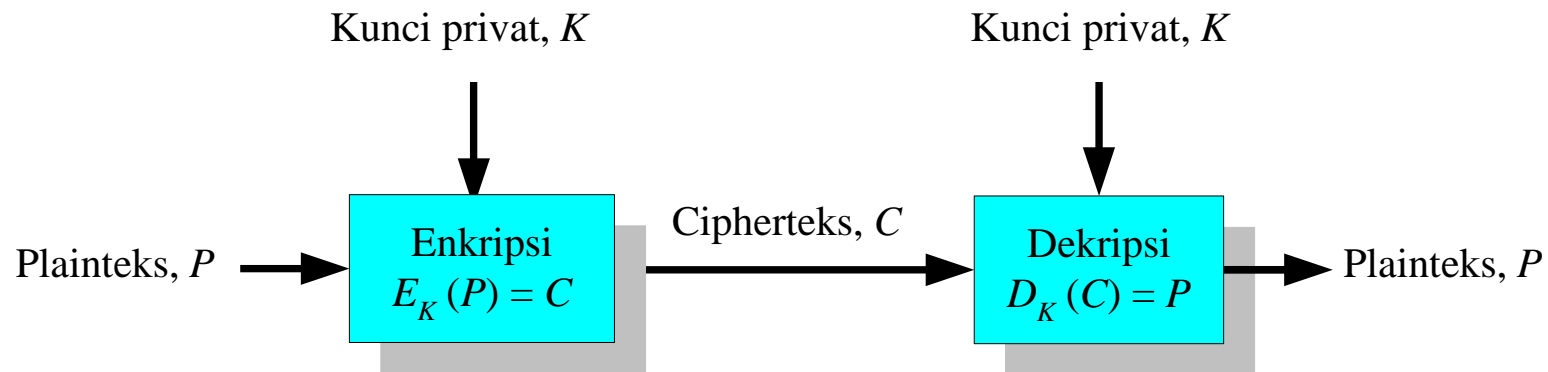 Kunci privat, K
Kunci privat, K
Plainteks, P
Enkripsi
E_K (P) = C
Cipherteks, C
Dekripsi
D_K (C) = P
Plainteks, P